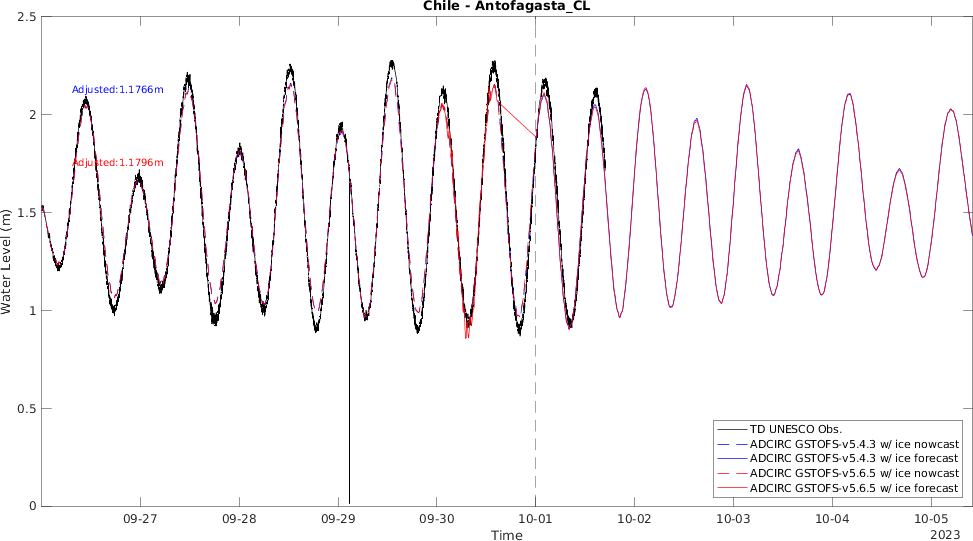 Chile - Antofagasta_CL
2.5
Adjusted:1.1766m
2
Adjusted:1.1796m
1.5
Water Level (m)
1
0.5
TD UNESCO Obs.
ADCIRC GSTOFS-v5.4.3 w/ ice nowcast
ADCIRC GSTOFS-v5.4.3 w/ ice forecast
ADCIRC GSTOFS-v5.6.5 w/ ice nowcast
ADCIRC GSTOFS-v5.6.5 w/ ice forecast
0
09-27 09-28 09-29 09-30 10-01 10-02 10-03 10-04 10-05
Time
2023